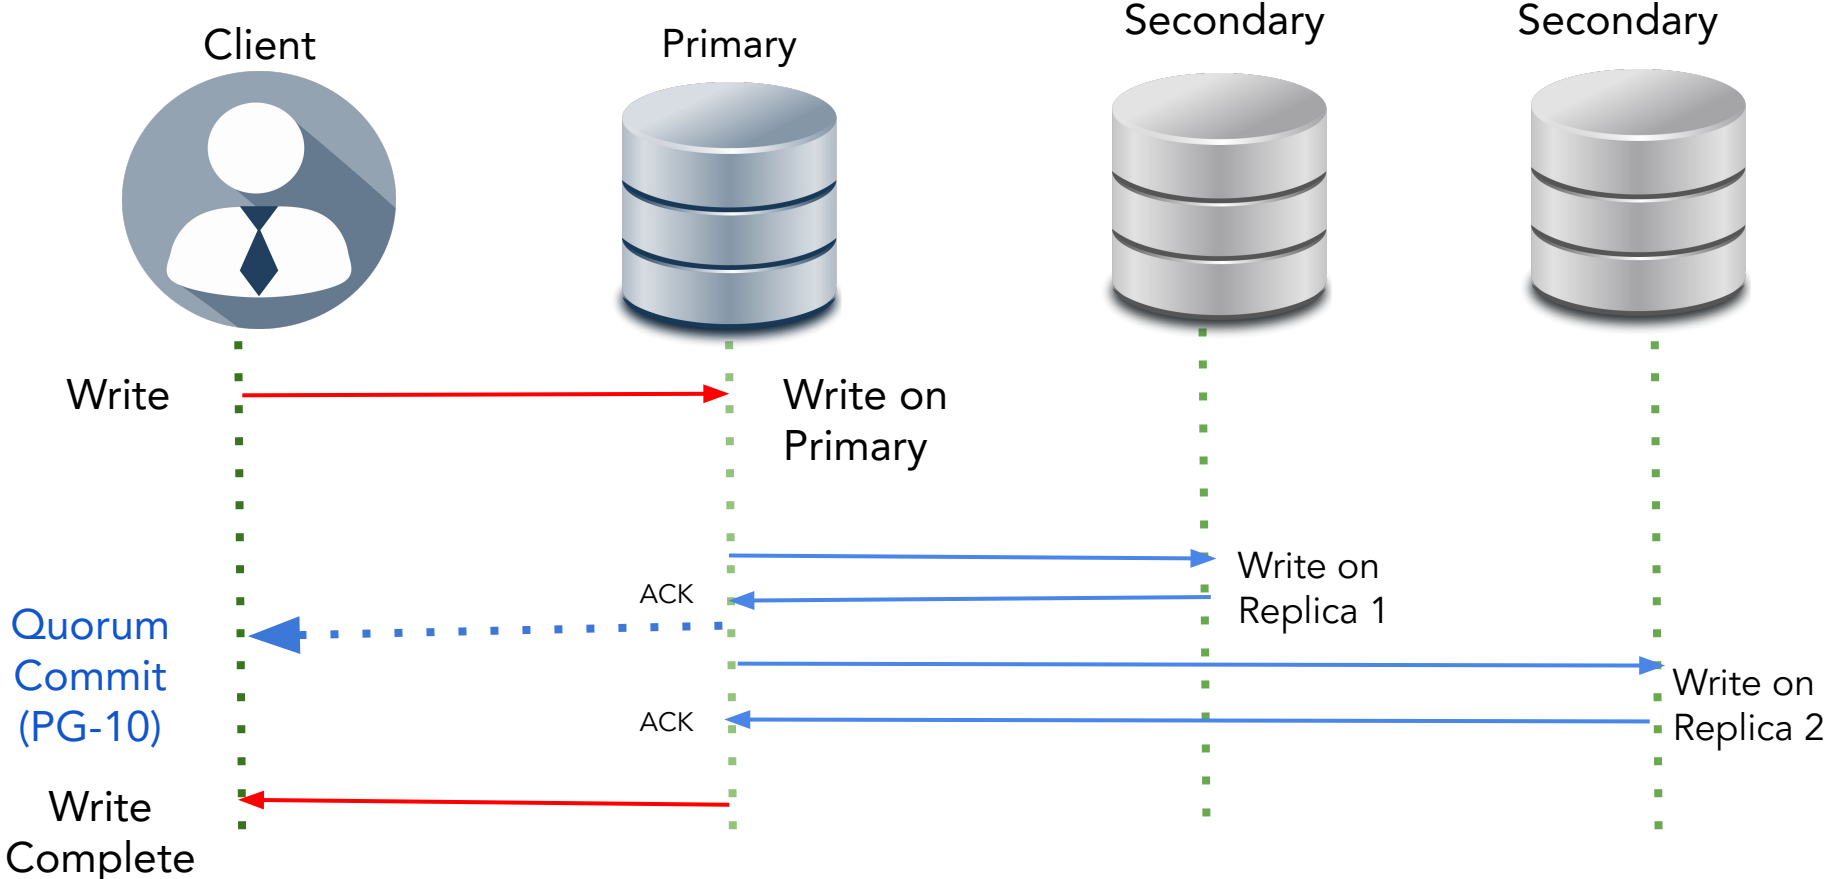 Client
Primary
Secondary
Secondary
Write
Write on
Primary
Write on
Replica 1
ACK
Quorum
Commit
(PG-10)
Write on
Replica 2
ACK
Write
Complete